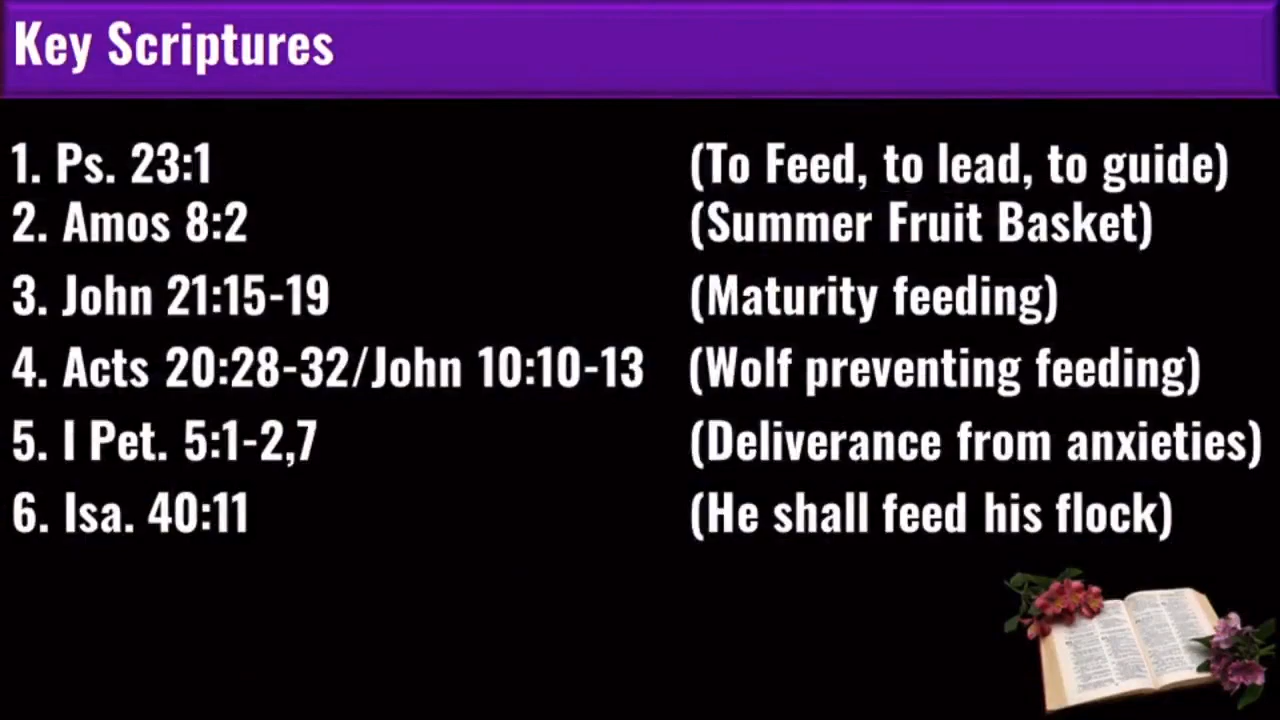 Key Scriptures
1. Ps. 23:1 (To Feed, to lead, to guide)
2. Amos 8:2 (Summer Fruit Basket)
3. John 21:15-19 (Maturity feeding)
4. Acts 20:28-32/John 10:10-13 (Wolf preventing feeding)
5. I Pet. 5:1-2,7 (Deliverance from anxieties)
6. Isa. 40:11 (He shall feed his flock)